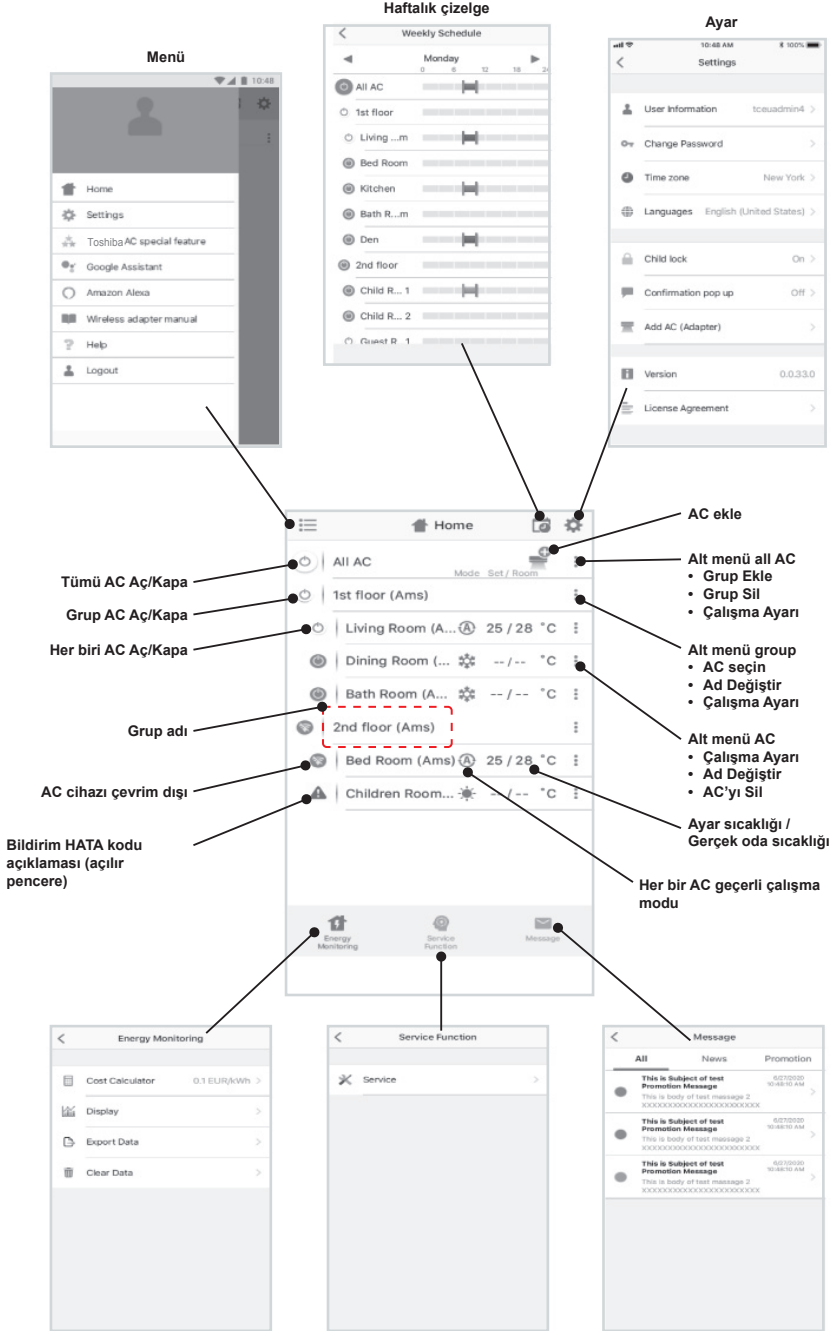 Haftalık çizelge
Menü
Ayar
10:48
Home
Settings
Toshiba AC special feature
Google Assistant
Amazon Alexa
Wireless adapter manual
Help
Logout
Weekly Schedule
Monday
0 6 12 18 24
All AC
1st floor
Living ...m
Bed Room
Kitchen
Bath R...m
Den
2nd floor
Child R... 1
Child R... 2
Guest R...1
10:48 AM 100%
Settings
User Information tceuadmin4
Change Password
Time zone New York
Languages English (United States)
Child lock On
Confirmation pop up Off
Add AC (Adapter)
Version 0.0.33.0
License Agreement
Home
All AC
Mode Set / Room
1st floor (Ams)
Living Room (A... A 25 / 28 °C
Dining Room (... -- / -- °C
Bath Room (A... -- / -- °C
2nd floor (Ams)
Bed Room (Ams) A 25 / 28 °C
Children Room... -- / -- °C
Energy
Monitoring
Service
Function
Message
Tümü AC Aç/Kapa
Grup AC Aç/Kapa
Her biri AC Aç/Kapa
Grup adı
AC cihazı çevrim dışı
Bildirim HATA kodu
açıklaması (açılır
pencere)
AC ekle
Alt menü all AC
• Grup Ekle
• Grup Sil
• Çalışma Ayarı
Alt menü group
• AC seçin
• Ad Değiştir
• Çalışma Ayarı
Alt menü AC
• Çalışma Ayarı
• Ad Değiştir
• AC’yı Sil
Ayar sıcaklığı /
Gerçek oda sıcaklığı
Her bir AC geçerli çalışma
modu
Energy Monitoring
Cost Calculator 0.1 EUR/kWh
Display
Export Data
Clear Data
Service Function
Service
Message
All News Promotion
This is Subject of test 6/27/2020
Promotion Message 10:48:10 AM
This is body of test massage 2
XXXXXXXXXXXXXXXXXXXXXXXX
This is Subject of test 6/27/2020
Promotion Message 10:48:10 AM
This is body of test massage 2
XXXXXXXXXXXXXXXXXXXXXXXX
This is Subject of test 6/27/2020
Promotion Message 10:48:10 AM
This is body of test massage 2
XXXXXXXXXXXXXXXXXXXXXXXX